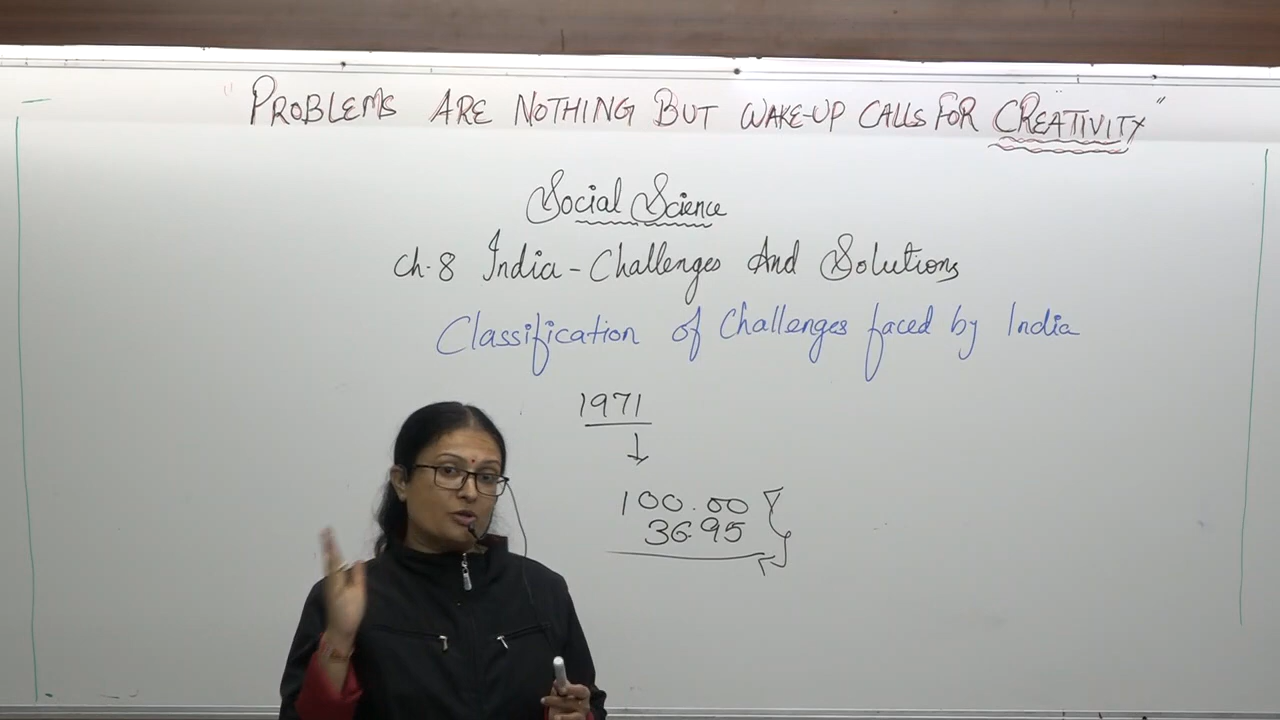 "PROBLEMS ARE NOTHING BUT WAKE-UP CALLS FOR CREATIVITY"
Social Science
Ch.8 India - Challenges And Solutions
Classification of Challenges faced by India
1971
100.00
36.95